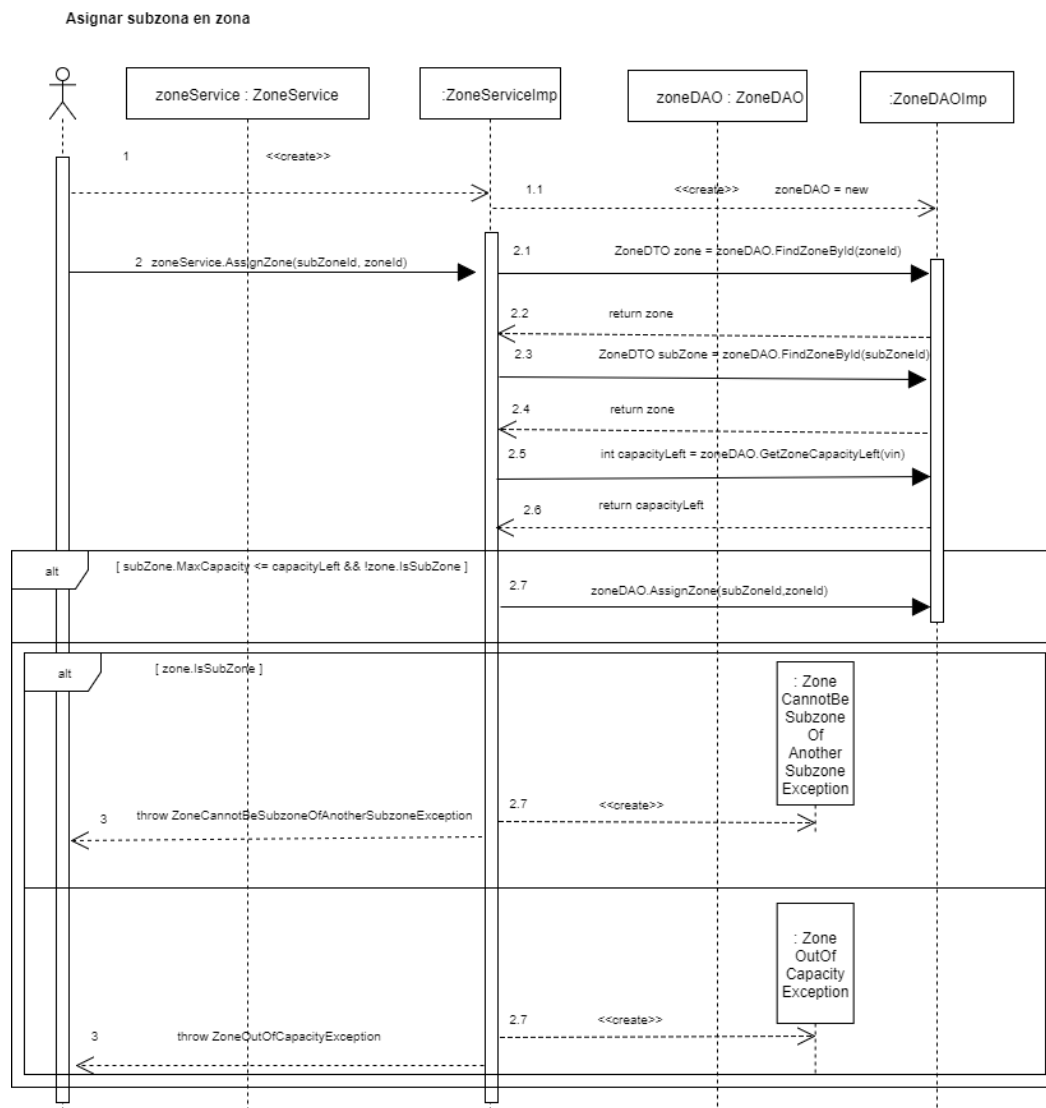 Asignar subzona en zona
zoneService : ZoneService
:ZoneServiceImp
zoneDAO : ZoneDAO
:ZoneDAOImp
1 <<create>>
1.1 <<create>> zoneDAO = new
2 zoneService.AssignZone(subZoneId, zoneId)
2.1 ZoneDTO zone = zoneDAO.FindZoneById(zoneId)
2.2 return zone
2.3 ZoneDTO subZone = zoneDAO.FindZoneById(subZoneId)
2.4 return zone
2.5 int capacityLeft = zoneDAO.GetZoneCapacityLeft(vin)
2.6 return capacityLeft
alt [ subZone.MaxCapacity <= capacityLeft && !zone.IsSubZone ]
2.7 zoneDAO.AssignZone(subZoneId,zoneId)
alt [ zone.IsSubZone ]
: Zone
CannotBe
Subzone
Of
Another
Subzone
Exception
2.7 <<create>>
3 throw ZoneCannotBeSubzoneOfAnotherSubzoneException
: Zone
OutOf
Capacity
Exception
2.7 <<create>>
3 throw ZoneOutOfCapacityException